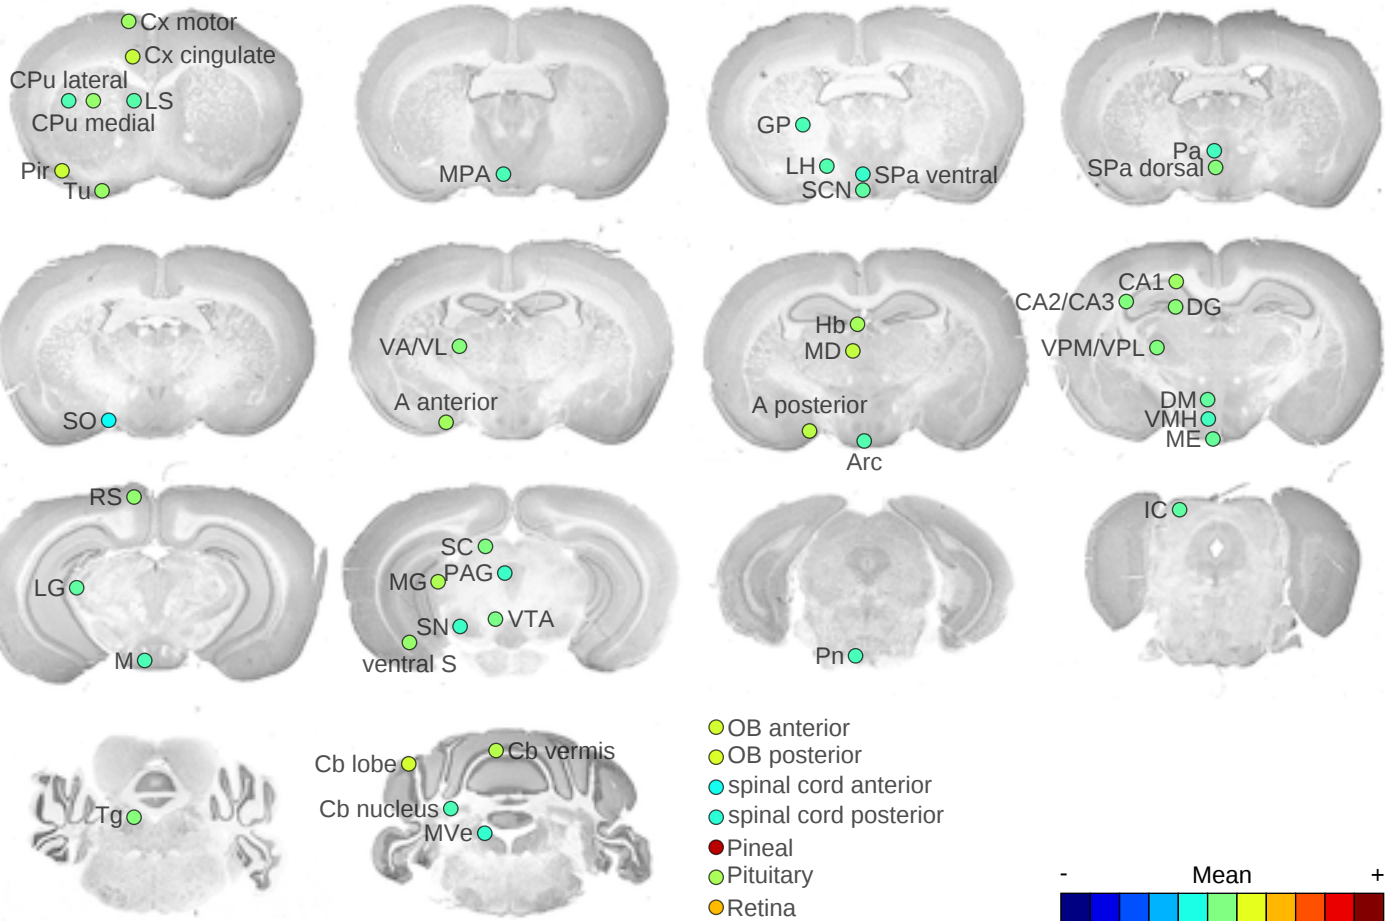 Cx motor
Cx cingulate
CPu lateral
LS
CPu medial
Pir
Tu
MPA
GP
LH
SPa ventral
SCN
Pa
SPa dorsal
SO
VA/VL
A anterior
Hb
MD
A posterior
Arc
CA1
CA2/CA3
DG
VPM/VPL
DM
VMH
ME
RS
LG
M
SC
MG
PAG
SN
VTA
ventral S
Pn
IC
Tg
Cb lobe
Cb vermis
Cb nucleus
MVe
OB anterior
OB posterior
spinal cord anterior
spinal cord posterior
Pineal
Pituitary
Retina
- Mean +